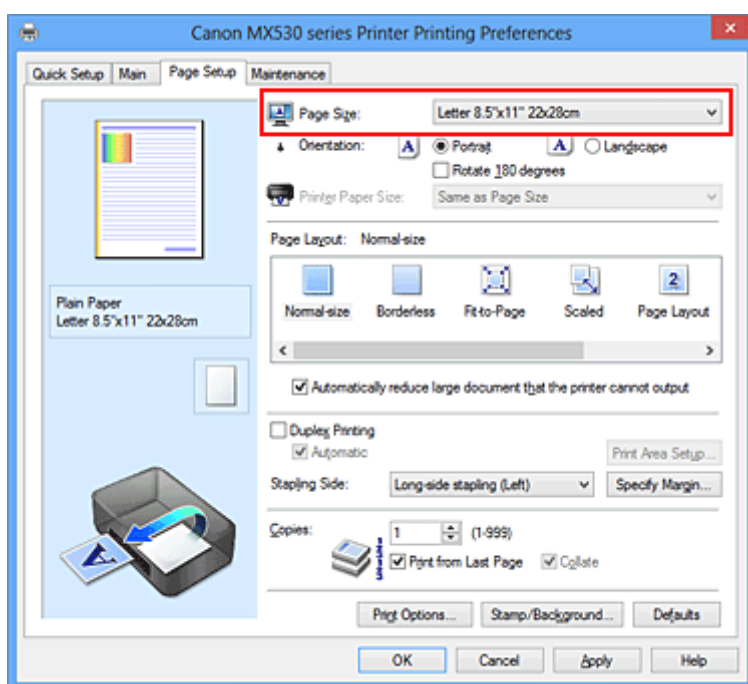 Canon MX530 series Printer Printing Preferences
Quick Setup Main Page Setup Maintenance
Page Size: Letter 8.5"x11" 22x28cm
Orientation: A Portrait A Landscape
Rotate 180 degrees
Printer Paper Size: Same as Page Size
Page Layout: Normal-size
Plain Paper
Letter 8.5"x11" 22x28cm
2
Normal-size Borderless Fit-to-Page Scaled Page Layout
Automatically reduce large document that the printer cannot output
Duplex Printing
Automatic
Print Area Setup...
Stapling Side: Long-side stapling (Left) Specify Margin...
Copies: 1 (1-999)
Print from Last Page Collate
A
Print Options... Stamp/Background... Defaults
OK Cancel Apply Help